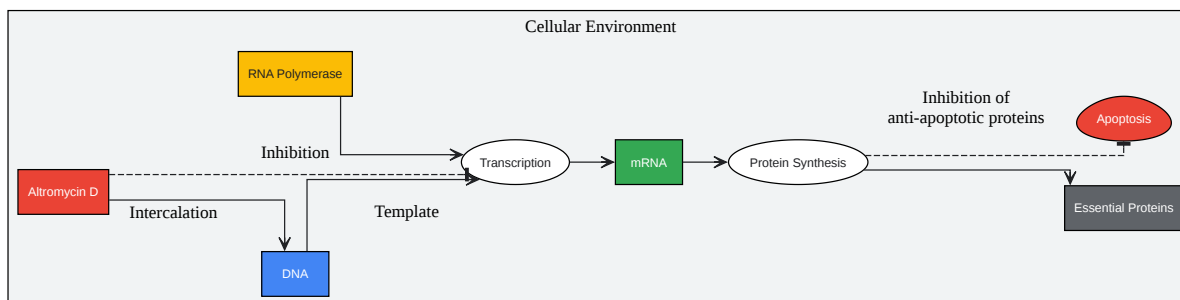 Cellular Environment
RNA Polymerase
Inhibition of
anti-apoptotic proteins
Apoptosis
Inhibition
Transcription
mRNA
Protein Synthesis
Altromycin D
Intercalation
Template
Essential Proteins
DNA